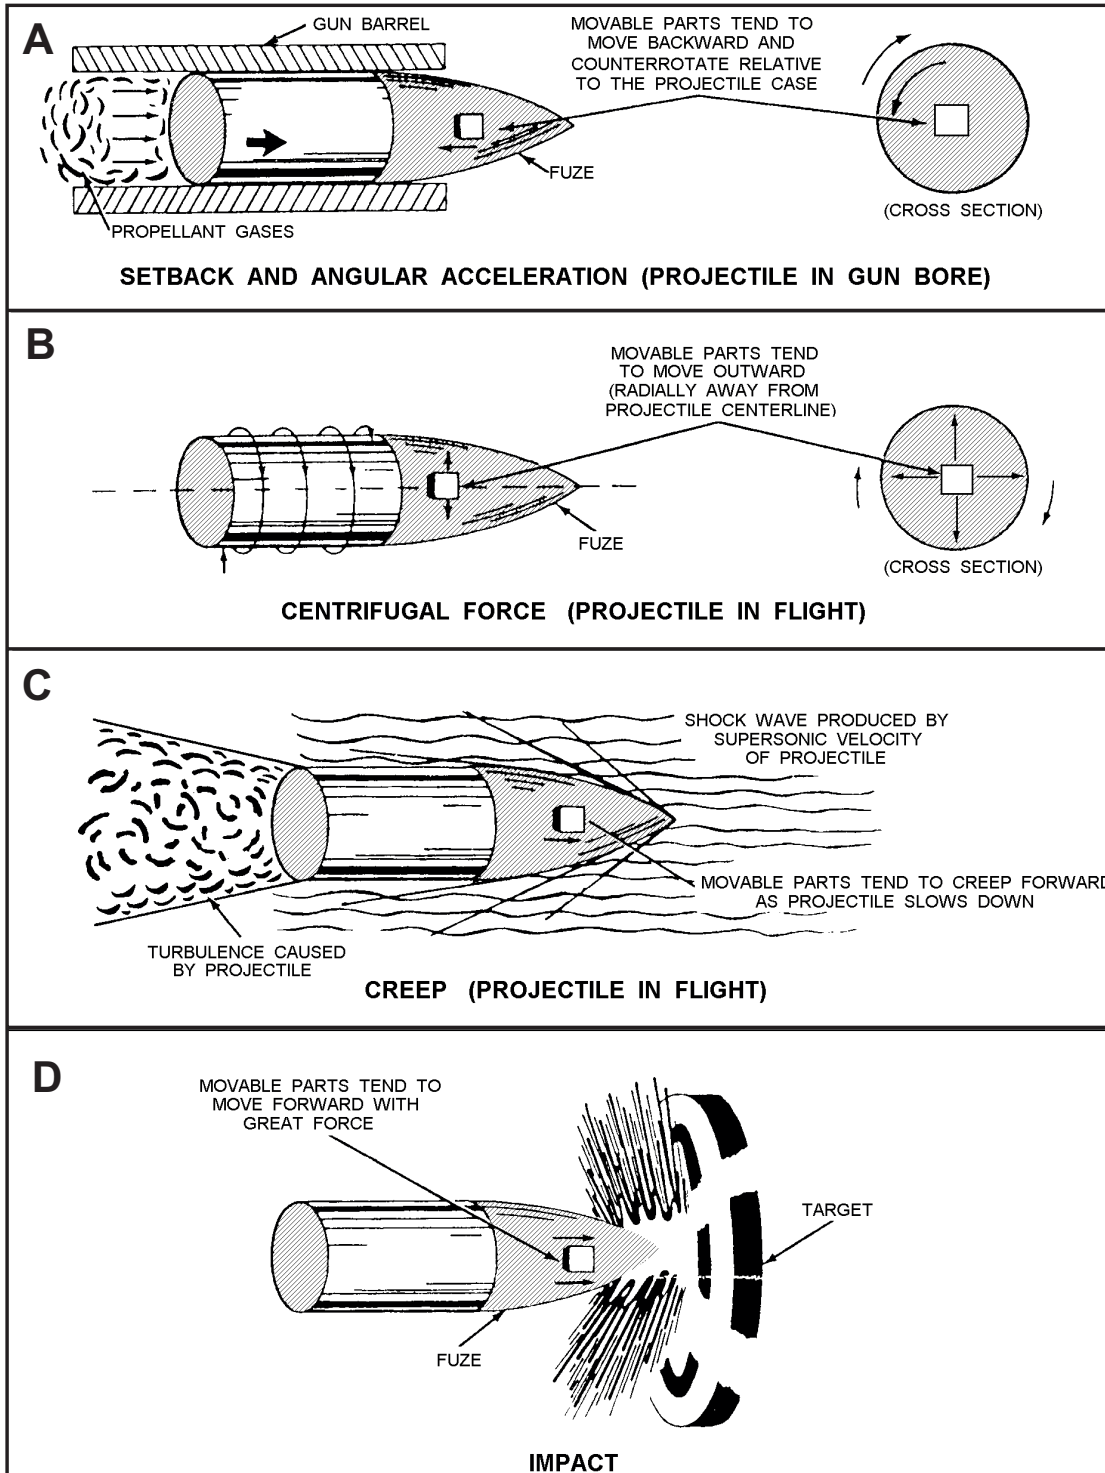 A
GUN BARREL
MOVABLE PARTS TEND TO
MOVE BACKWARD AND
COUNTERROTATE RELATIVE
TO THE PROJECTILE CASE
FUZE
(CROSS SECTION)
PROPELLANT GASES
SETBACK AND ANGULAR ACCELERATION (PROJECTILE IN GUN BORE)
B
MOVABLE PARTS TEND
TO MOVE OUTWARD
(RADIALLY AWAY FROM
PROJECTILE CENTERLINE)
FUZE
(CROSS SECTION)
CENTRIFUGAL FORCE (PROJECTILE IN FLIGHT)
C
SHOCK WAVE PRODUCED BY
SUPERSONIC VELOCITY
OF PROJECTILE
MOVABLE PARTS TEND TO CREEP FORWARD
AS PROJECTILE SLOWS DOWN
TURBULENCE CAUSED
BY PROJECTILE
CREEP (PROJECTILE IN FLIGHT)
D
MOVABLE PARTS TEND TO
MOVE FORWARD WITH
GREAT FORCE
TARGET
FUZE
IMPACT